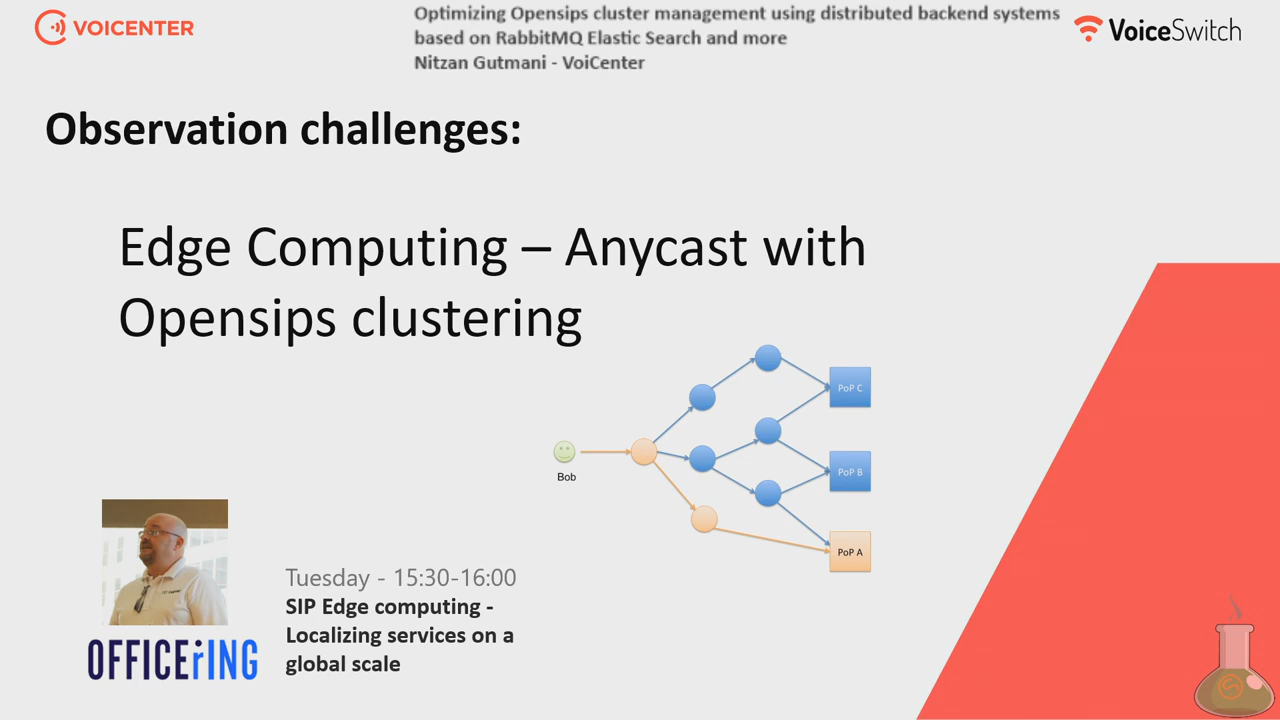 VOICENTER
Optimizing Opensips cluster management using distributed backend systems
based on RabbitMQ Elastic Search and more
Nitzan Gutmani - VoiCenter
VoiceSwitch
Observation challenges:
Edge Computing – Anycast with
Opensips clustering
PoP C
PoP B
Bob
PoP A
Tuesday - 15:30-16:00
SIP Edge computing -
Localizing services on a
global scale
OFFICERING